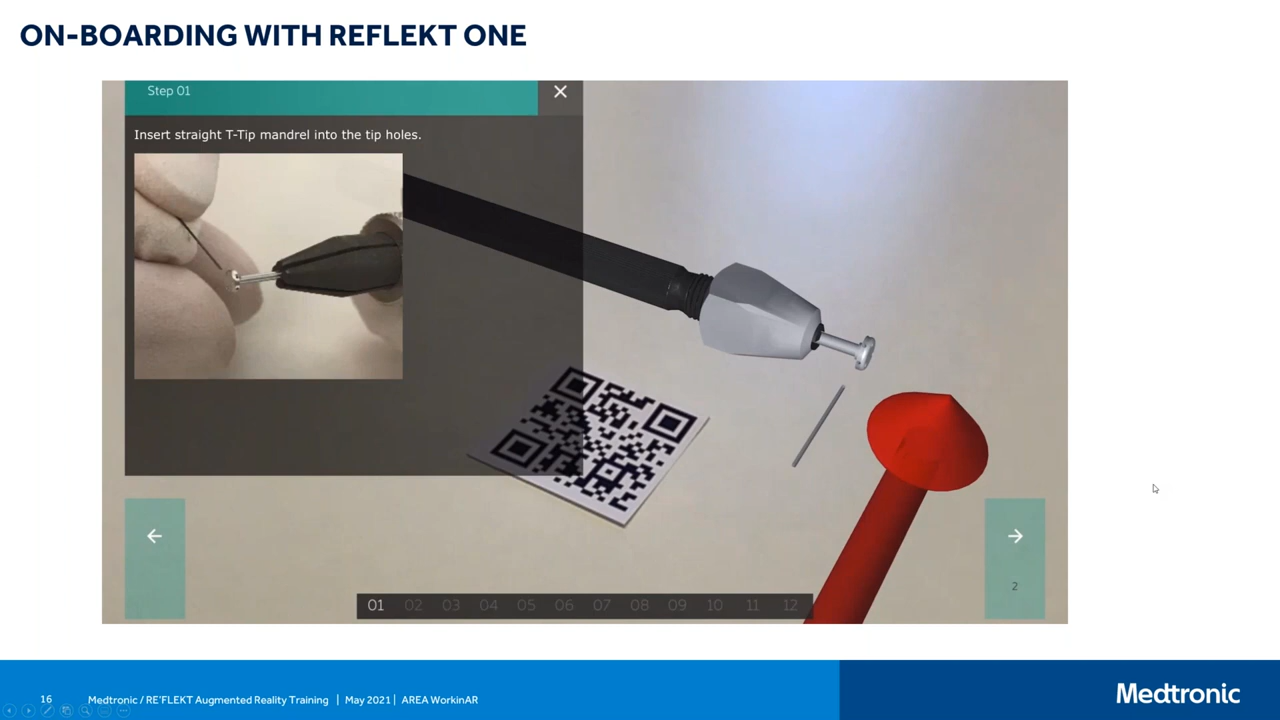 ON-BOARDING WITH REFLEKT ONE
Step 01
Insert straight T-Tip mandrel into the tip holes.
2
01 02 03 04 05 06 07 08 09 10 11 12
16 Medtronic / RE'FLEKT Augmented Reality Training | May 2021 | AREA WorkinAR
Medtronic